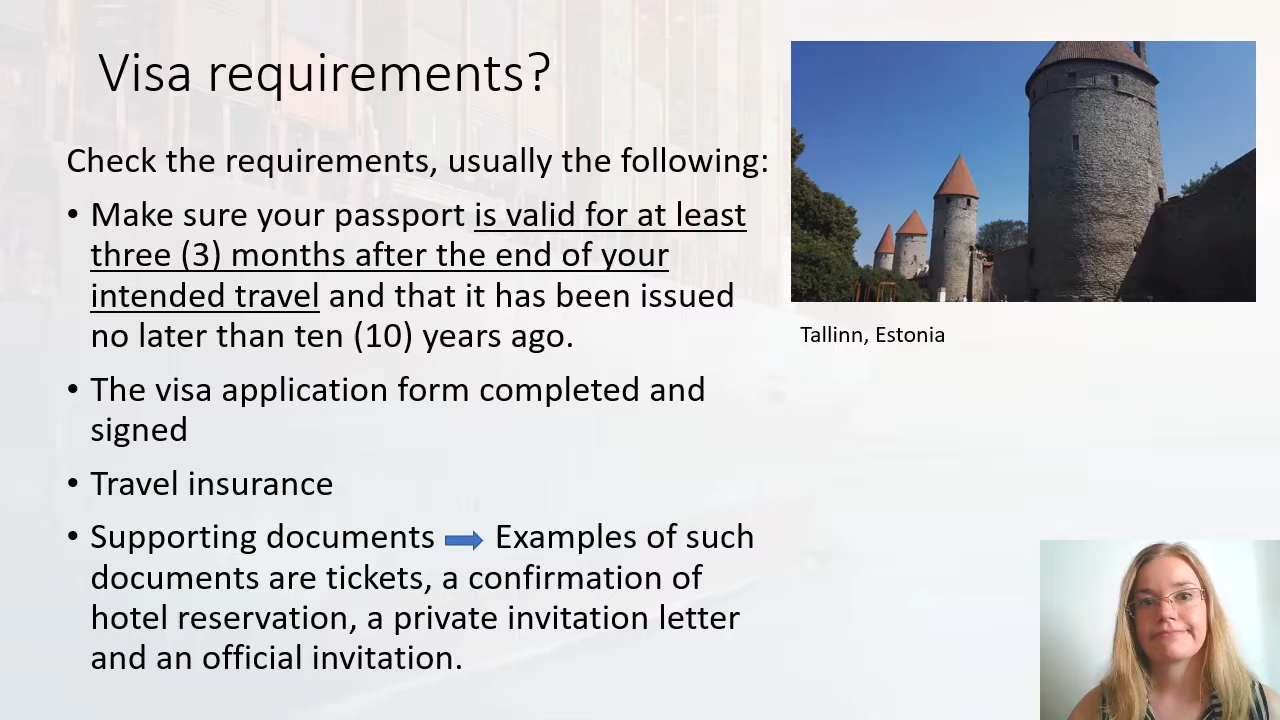 Visa requirements?
Check the requirements, usually the following:
• Make sure your passport is valid for at least
three (3) months after the end of your
intended travel and that it has been issued
no later than ten (10) years ago.
• The visa application form completed and
signed
• Travel insurance
• Supporting documents ➡ Examples of such
documents are tickets, a confirmation of
hotel reservation, a private invitation letter
and an official invitation.
Tallinn, Estonia